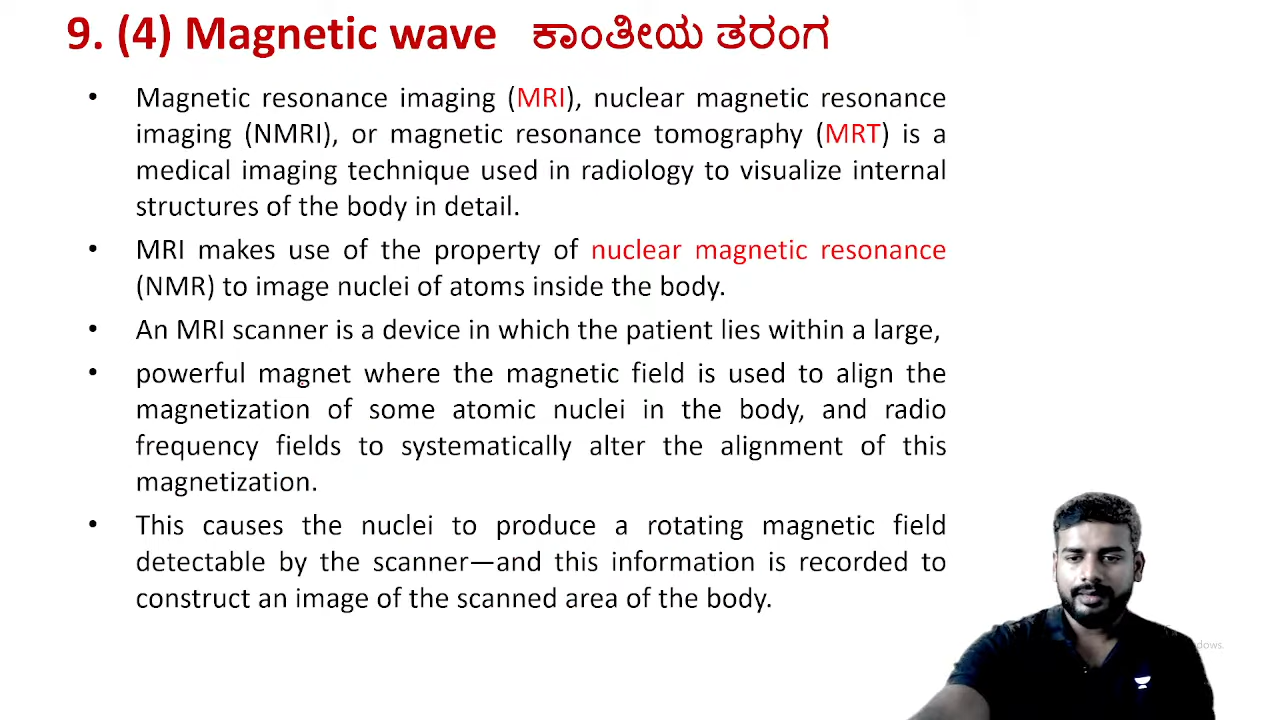 9. (4) Magnetic wave ಕಾಂತೀಯ ತರಂಗ
• Magnetic resonance imaging (MRI), nuclear magnetic resonance
imaging (NMRI), or magnetic resonance tomography (MRT) is a
medical imaging technique used in radiology to visualize internal
structures of the body in detail.
• MRI makes use of the property of nuclear magnetic resonance
(NMR) to image nuclei of atoms inside the body.
• An MRI scanner is a device in which the patient lies within a large,
• powerful magnet where the magnetic field is used to align the
magnetization of some atomic nuclei in the body, and radio
frequency fields to systematically alter the alignment of this
magnetization.
• This causes the nuclei to produce a rotating magnetic field
detectable by the scanner—and this information is recorded to
construct an image of the scanned area of the body.